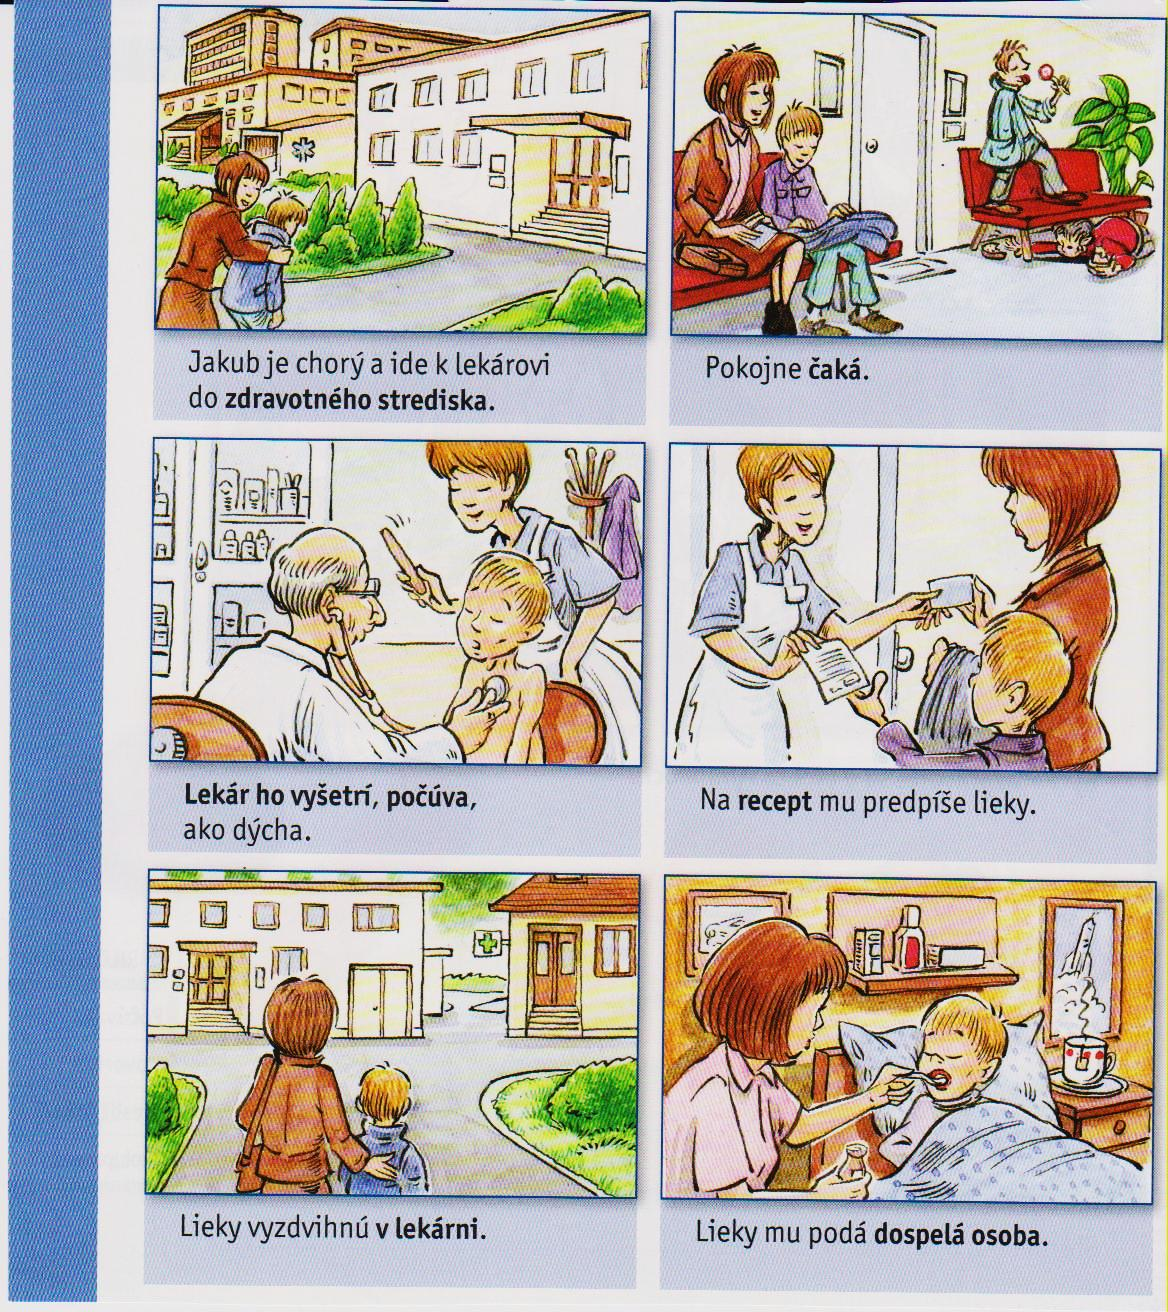 Jakub je chorý a ide k lekárovi
do zdravotného strediska.
Pokojne čaká.
Lekár ho vyšetrí, počúva,
ako dýcha.
Na recept mu predpíše lieky.
Lieky vyzdvihnú v lekárni.
Lieky mu podá dospelá osoba.